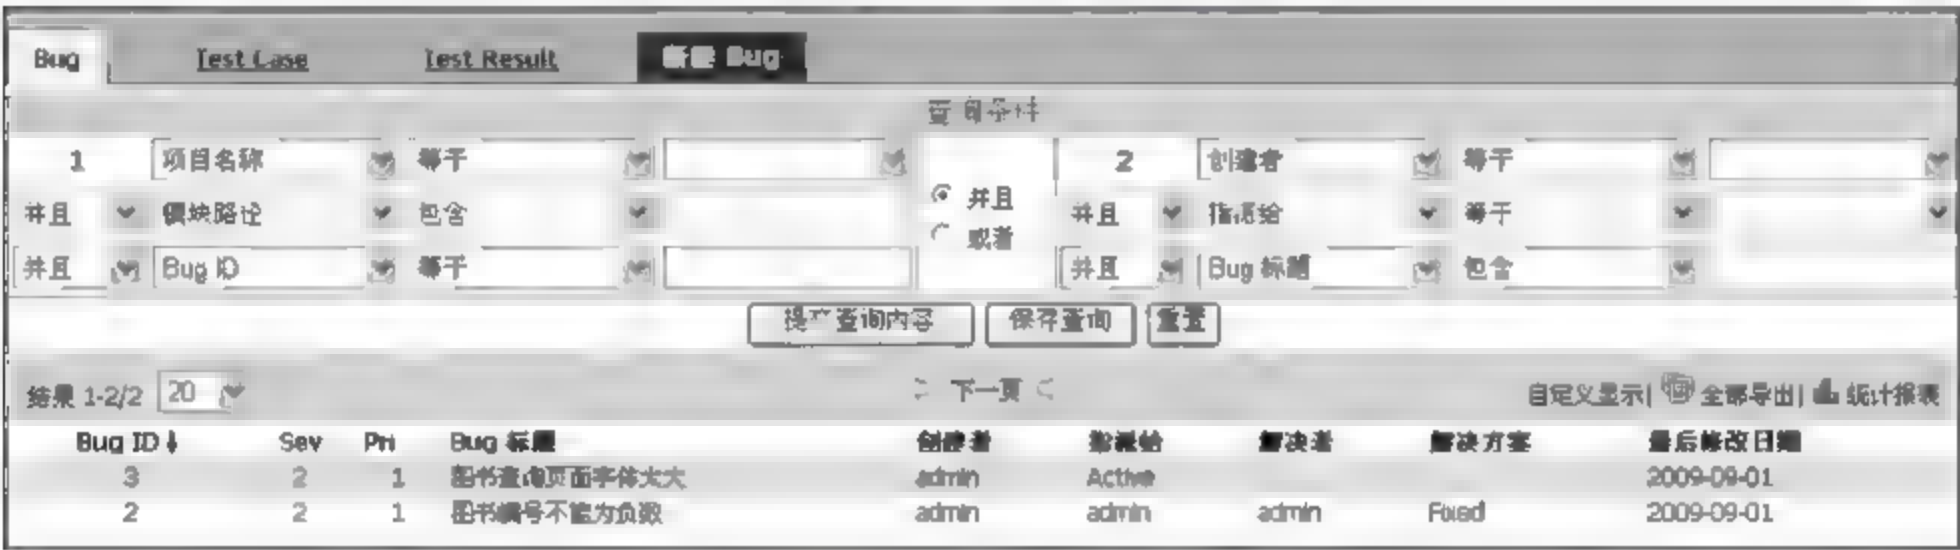 Bug Test Case Test Result 新建 Bug
查询条件
1 项目名称 等于 2 创建者 等于
并且 模块路径 包含 并且 并且 指派给 等于
或者
并且 Bug ID 等于 并且 Bug 标题 包含
提交查询内容 保存查询 重置
结果 1-2/2 20 下一页 自定义显示| 全部导出| 统计报表
Bug ID↓ Sev Pri Bug 标题 创建者 指派给 解决者 解决方案 最后修改日期
3 2 1 图书查询页面字体太大 admin Active 2009-09-01
2 2 1 图书编号不能为负数 admin admin admin Fixed 2009-09-01